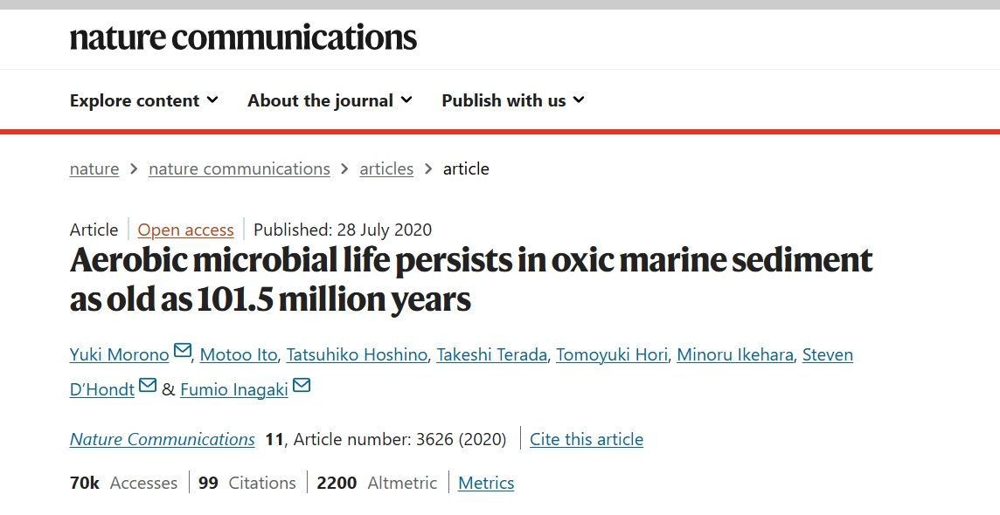 nature communications
Explore content About the journal Publish with us
nature > nature communications > articles > article
Article | Open access | Published: 28 July 2020
Aerobic microbial life persists in oxic marine sediment
as old as 101.5 million years
Yuki Morono, Motoo Ito, Tatsuhiko Hoshino, Takeshi Terada, Tomoyuki Hori, Minoru Ikehara, Steven
D’Hondt & Fumio Inagaki
Nature Communications 11, Article number: 3626 (2020) | Cite this article
70k Accesses | 99 Citations | 2200 Altmetric | Metrics